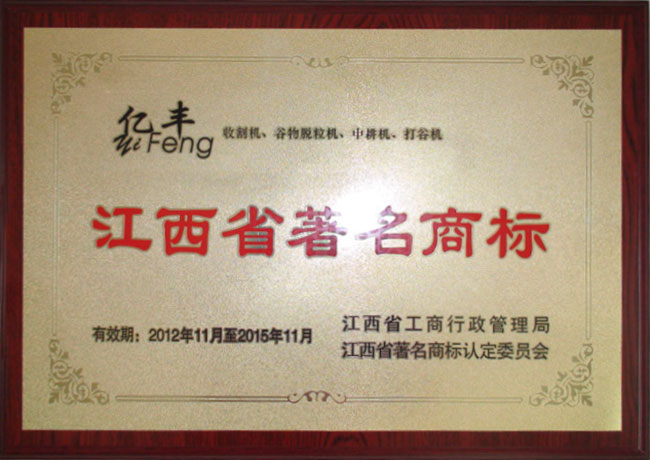 亿丰
YiFeng
收割机、谷物脱粒机、中耕机、打谷机
江西省著名商标
有效期：2012年11月至2015年11月
江西省工商行政管理局
江西省著名商标认定委员会